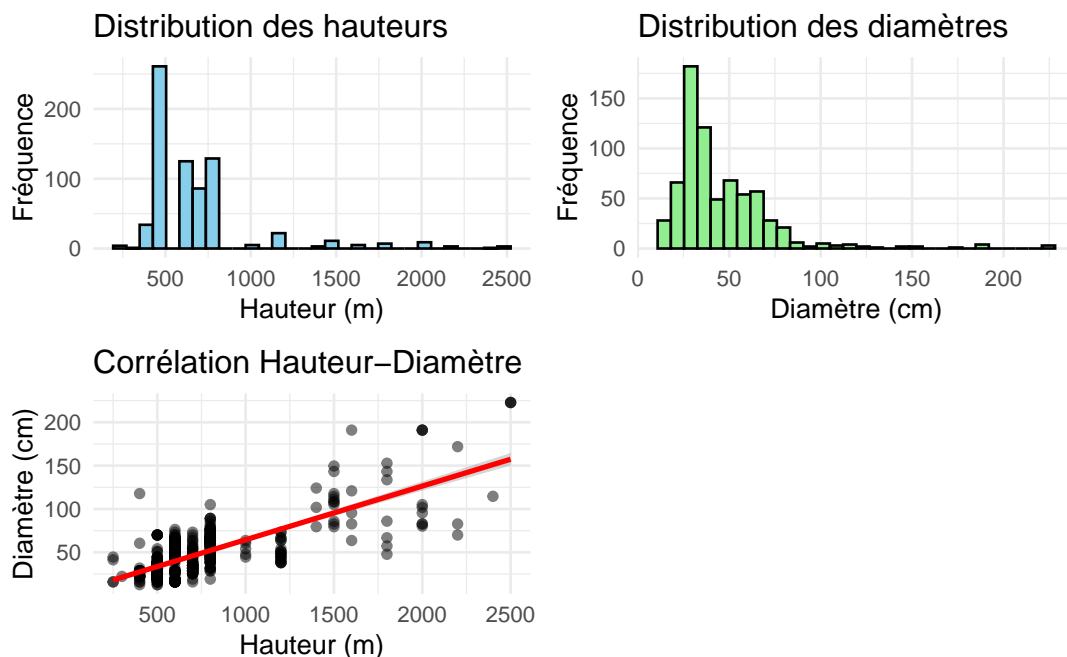 Distribution des hauteurs
Fréquence
200
100
0
500 1000 1500 2000 2500
Hauteur (m)
Distribution des diamètres
Fréquence
150
100
50
0
0 50 100 150 200
Diamètre (cm)
Corrélation Hauteur−Diamètre
Diamètre (cm)
200
150
100
50
500 1000 1500 2000 2500
Hauteur (m)